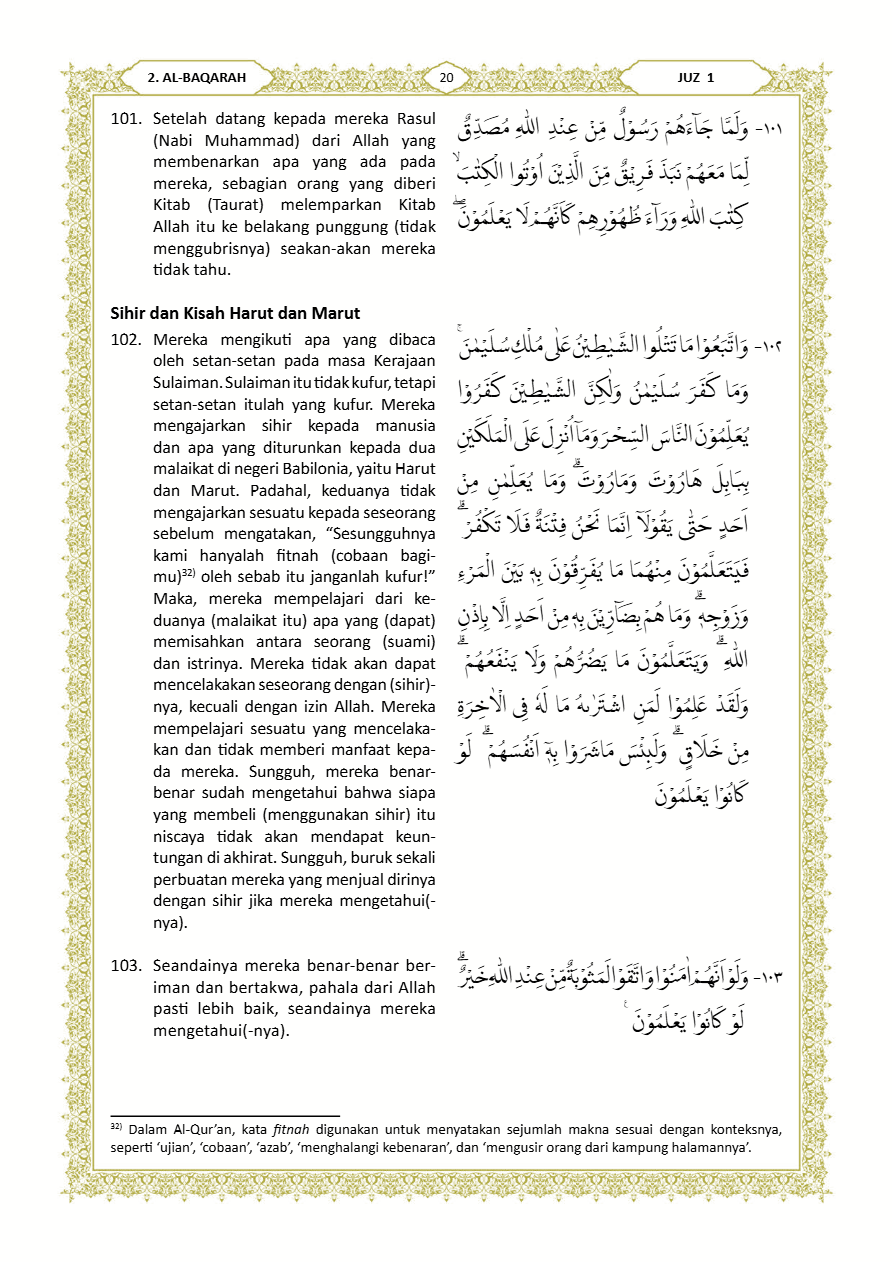 2. AL-BAQARAH
20
JUZ 1
101. Setelah datang kepada mereka Rasul
(Nabi Muhammad) dari Allah yang
membenarkan apa yang ada pada
mereka, sebagian orang yang diberi
Kitab (Taurat) melemparkan Kitab
Allah itu ke belakang punggung (tidak
menggubrisnya) seakan-akan mereka
tidak tahu.
١٠١- وَلَمَّا جَاۤءَهُمْ رَسُوْلٌ مِّنْ عِنْدِ اللّٰهِ مُصَدِّقٌ
لِّمَا مَعَهُمْ نَبَذَ فَرِيْقٌ مِّنَ الَّذِيْنَ اُوْتُوا الْكِتٰبَۙ
كِتٰبَ اللّٰهِ وَرَاۤءَ ظُهُوْرِهِمْ كَاَنَّهُمْ لَا يَعْلَمُوْنَۖ
Sihir dan Kisah Harut dan Marut
102. Mereka mengikuti apa yang dibaca
oleh setan-setan pada masa Kerajaan
Sulaiman. Sulaiman itu tidak kufur, tetapi
setan-setan itulah yang kufur. Mereka
mengajarkan sihir kepada manusia
dan apa yang diturunkan kepada dua
malaikat di negeri Babilonia, yaitu Harut
dan Marut. Padahal, keduanya tidak
mengajarkan sesuatu kepada seseorang
sebelum mengatakan, “Sesungguhnya
kami hanyalah fitnah (cobaan bagi-
mu)³²⁾ oleh sebab itu janganlah kufur!”
Maka, mereka mempelajari dari ke-
duanya (malaikat itu) apa yang (dapat)
memisahkan antara seorang (suami)
dan istrinya. Mereka tidak akan dapat
mencelakakan seseorang dengan (sihir)-
nya, kecuali dengan izin Allah. Mereka
mempelajari sesuatu yang mencelaka-
kan dan tidak memberi manfaat kepa-
da mereka. Sungguh, mereka benar-
benar sudah mengetahui bahwa siapa
yang membeli (menggunakan sihir) itu
niscaya tidak akan mendapat keun-
tungan di akhirat. Sungguh, buruk sekali
perbuatan mereka yang menjual dirinya
dengan sihir jika mereka mengetahui(-
nya).
١٠٢- وَاتَّبَعُوْا مَا تَتْلُوا الشَّيٰطِيْنُ عَلٰى مُلْكِ سُلَيْمٰنَۚ
وَمَا كَفَرَ سُلَيْمٰنُ وَلٰكِنَّ الشَّيٰطِيْنَ كَفَرُوْا
يُعَلِّمُوْنَ النَّاسَ السِّحْرَ وَمَآ اُنْزِلَ عَلَى الْمَلَكَيْنِ
بِبَابِلَ هَارُوْتَ وَمَارُوْتَۗ وَمَا يُعَلِّمٰنِ مِنْ
اَحَدٍ حَتّٰى يَقُوْلَآ اِنَّمَا نَحْنُ فِتْنَةٌ فَلَا تَكْفُرْۗ
فَيَتَعَلَّمُوْنَ مِنْهُمَا مَا يُفَرِّقُوْنَ بِهٖ بَيْنَ الْمَرْءِ
وَزَوْجِهٖۗ وَمَا هُمْ بِضَاۤرِّيْنَ بِهٖ مِنْ اَحَدٍ اِلَّا بِاِذْنِ
اللّٰهِۗ وَيَتَعَلَّمُوْنَ مَا يَضُرُّهُمْ وَلَا يَنْفَعُهُمْۗ
وَلَقَدْ عَلِمُوْا لَمَنِ اشْتَرٰىهُ مَا لَهٗ فِى الْاٰخِرَةِ
مِنْ خَلَاقٍۗ وَلَبِئْسَ مَاشَرَوْا بِهٖٓ اَنْفُسَهُمْۗ لَوْ
كَانُوْا يَعْلَمُوْنَ
103. Seandainya mereka benar-benar ber-
iman dan bertakwa, pahala dari Allah
pasti lebih baik, seandainya mereka
mengetahui(-nya).
١٠٣- وَلَوْ اَنَّهُمْ اٰمَنُوْا وَاتَّقَوْا لَمَثُوْبَةٌ مِّنْ عِنْدِ اللّٰهِ خَيْرٌۗ
لَوْ كَانُوْا يَعْلَمُوْنَۚ
³²⁾ Dalam Al-Qur’an, kata fitnah digunakan untuk menyatakan sejumlah makna sesuai dengan konteksnya,
seperti ‘ujian’, ‘cobaan’, ‘azab’, ‘menghalangi kebenaran’, dan ‘mengusir orang dari kampung halamannya’.